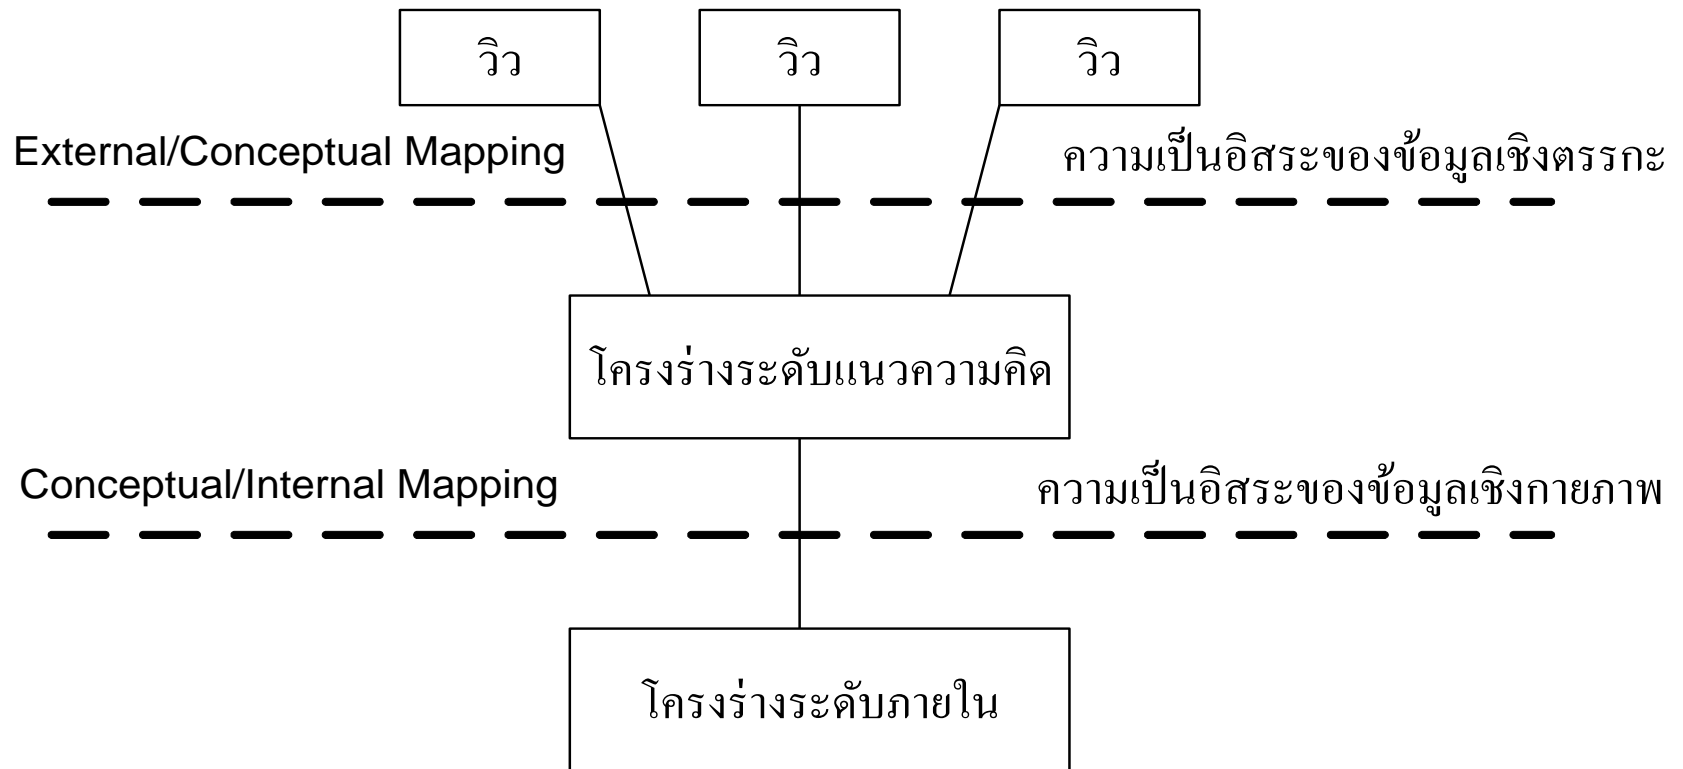 วิว
วิว
วิว
External/Conceptual Mapping
ความเป็นอิสระของข้อมูลเชิงตรรกะ
โครงร่างระดับแนวความคิด
Conceptual/Internal Mapping
ความเป็นอิสระของข้อมูลเชิงกายภาพ
โครงร่างระดับภายใน